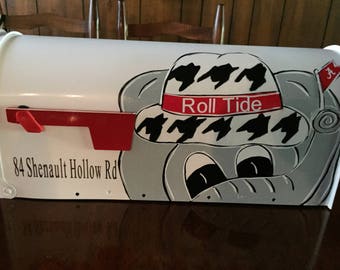 Roll Tide
A
84 Shenault Hollow Rd